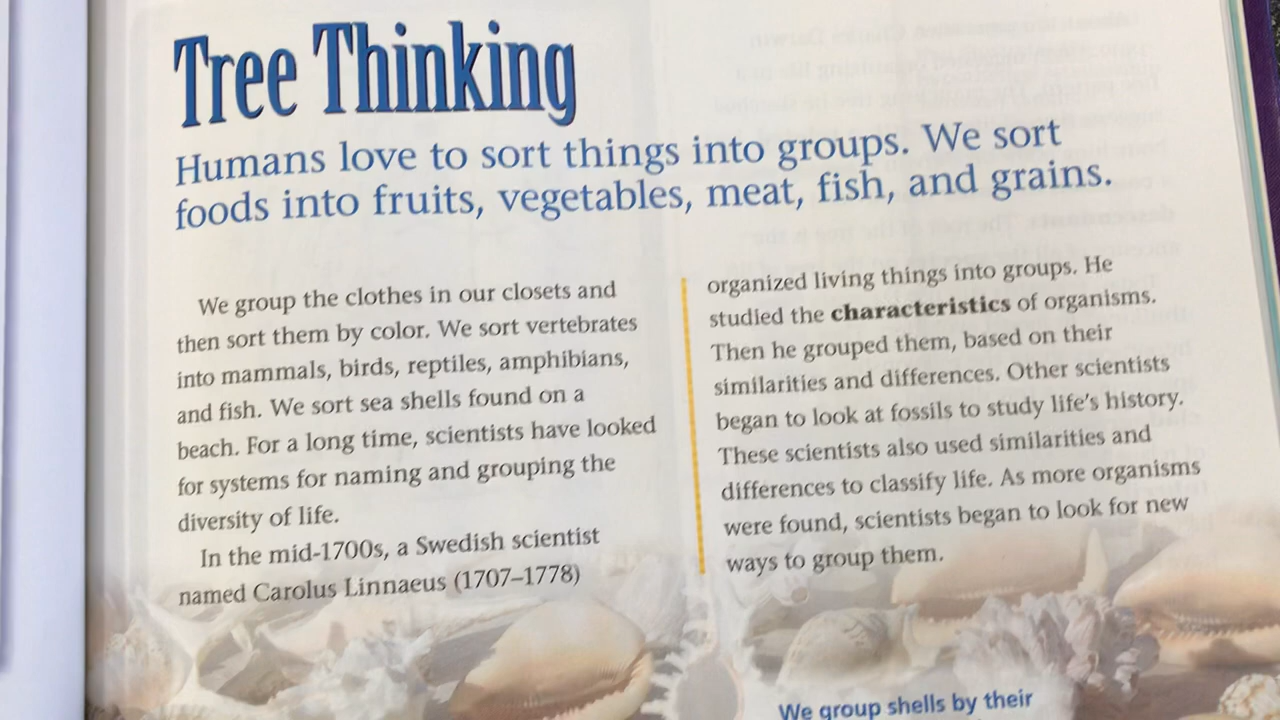 Tree Thinking
Humans love to sort things into groups. We sort
foods into fruits, vegetables, meat, fish, and grains.
We group the clothes in our closets and
then sort them by color. We sort vertebrates
into mammals, birds, reptiles, amphibians,
and fish. We sort sea shells found on a
beach. For a long time, scientists have looked
for systems for naming and grouping the
diversity of life.
In the mid-1700s, a Swedish scientist
named Carolus Linnaeus (1707–1778)
organized living things into groups. He
studied the characteristics of organisms.
Then he grouped them, based on their
similarities and differences. Other scientists
began to look at fossils to study life's history.
These scientists also used similarities and
differences to classify life. As more organisms
were found, scientists began to look for new
ways to group them.
We group shells by their